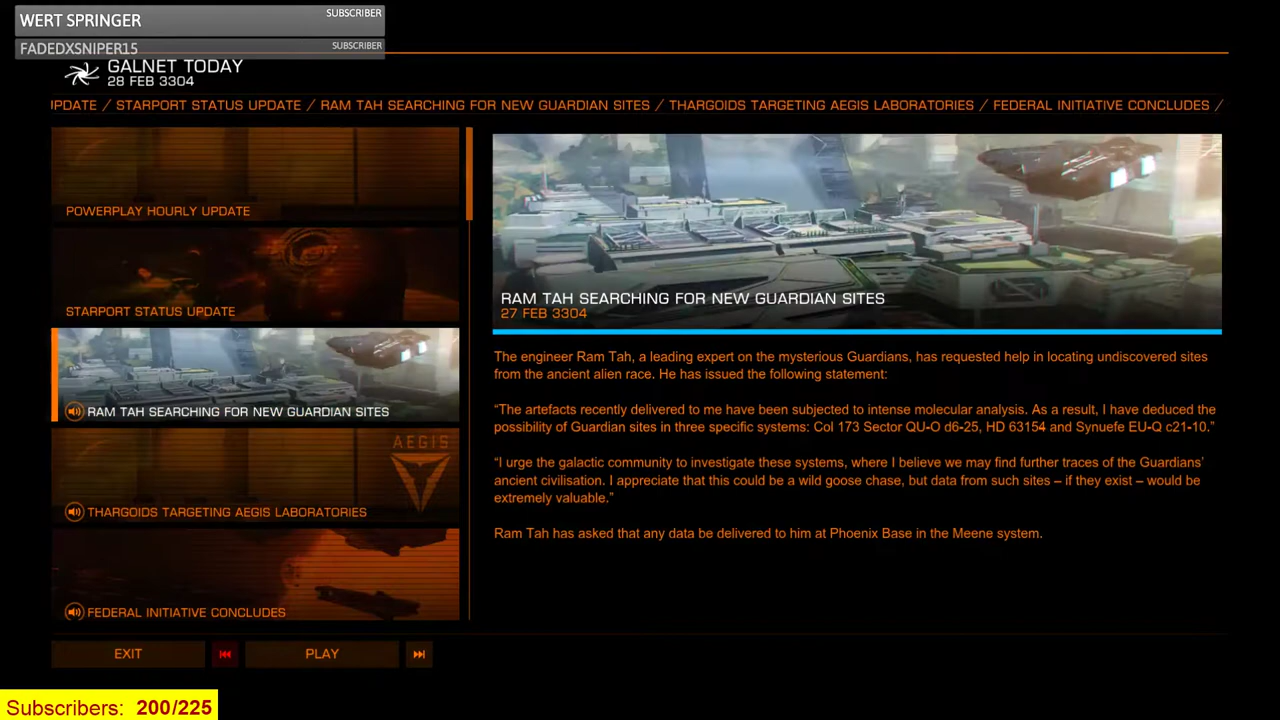 WERT SPRINGER
SUBSCRIBER
FADEDXSNIPER15
SUBSCRIBER
GALNET TODAY
28 FEB 3304
UPDATE / STARPORT STATUS UPDATE / RAM TAH SEARCHING FOR NEW GUARDIAN SITES / THARGOIDS TARGETING AEGIS LABORATORIES / FEDERAL INITIATIVE CONCLUDES /
POWERPLAY HOURLY UPDATE
STARPORT STATUS UPDATE
RAM TAH SEARCHING FOR NEW GUARDIAN SITES
AEGIS
THARGOIDS TARGETING AEGIS LABORATORIES
FEDERAL INITIATIVE CONCLUDES
RAM TAH SEARCHING FOR NEW GUARDIAN SITES
27 FEB 3304
The engineer Ram Tah, a leading expert on the mysterious Guardians, has requested help in locating undiscovered sites
from the ancient alien race. He has issued the following statement:
“The artefacts recently delivered to me have been subjected to intense molecular analysis. As a result, I have deduced the
possibility of Guardian sites in three specific systems: Col 173 Sector QU-O d6-25, HD 63154 and Synuefe EU-Q c21-10.”
“I urge the galactic community to investigate these systems, where I believe we may find further traces of the Guardians’
ancient civilisation. I appreciate that this could be a wild goose chase, but data from such sites – if they exist – would be
extremely valuable.”
Ram Tah has asked that any data be delivered to him at Phoenix Base in the Meene system.
EXIT
PLAY
Subscribers: 200/225